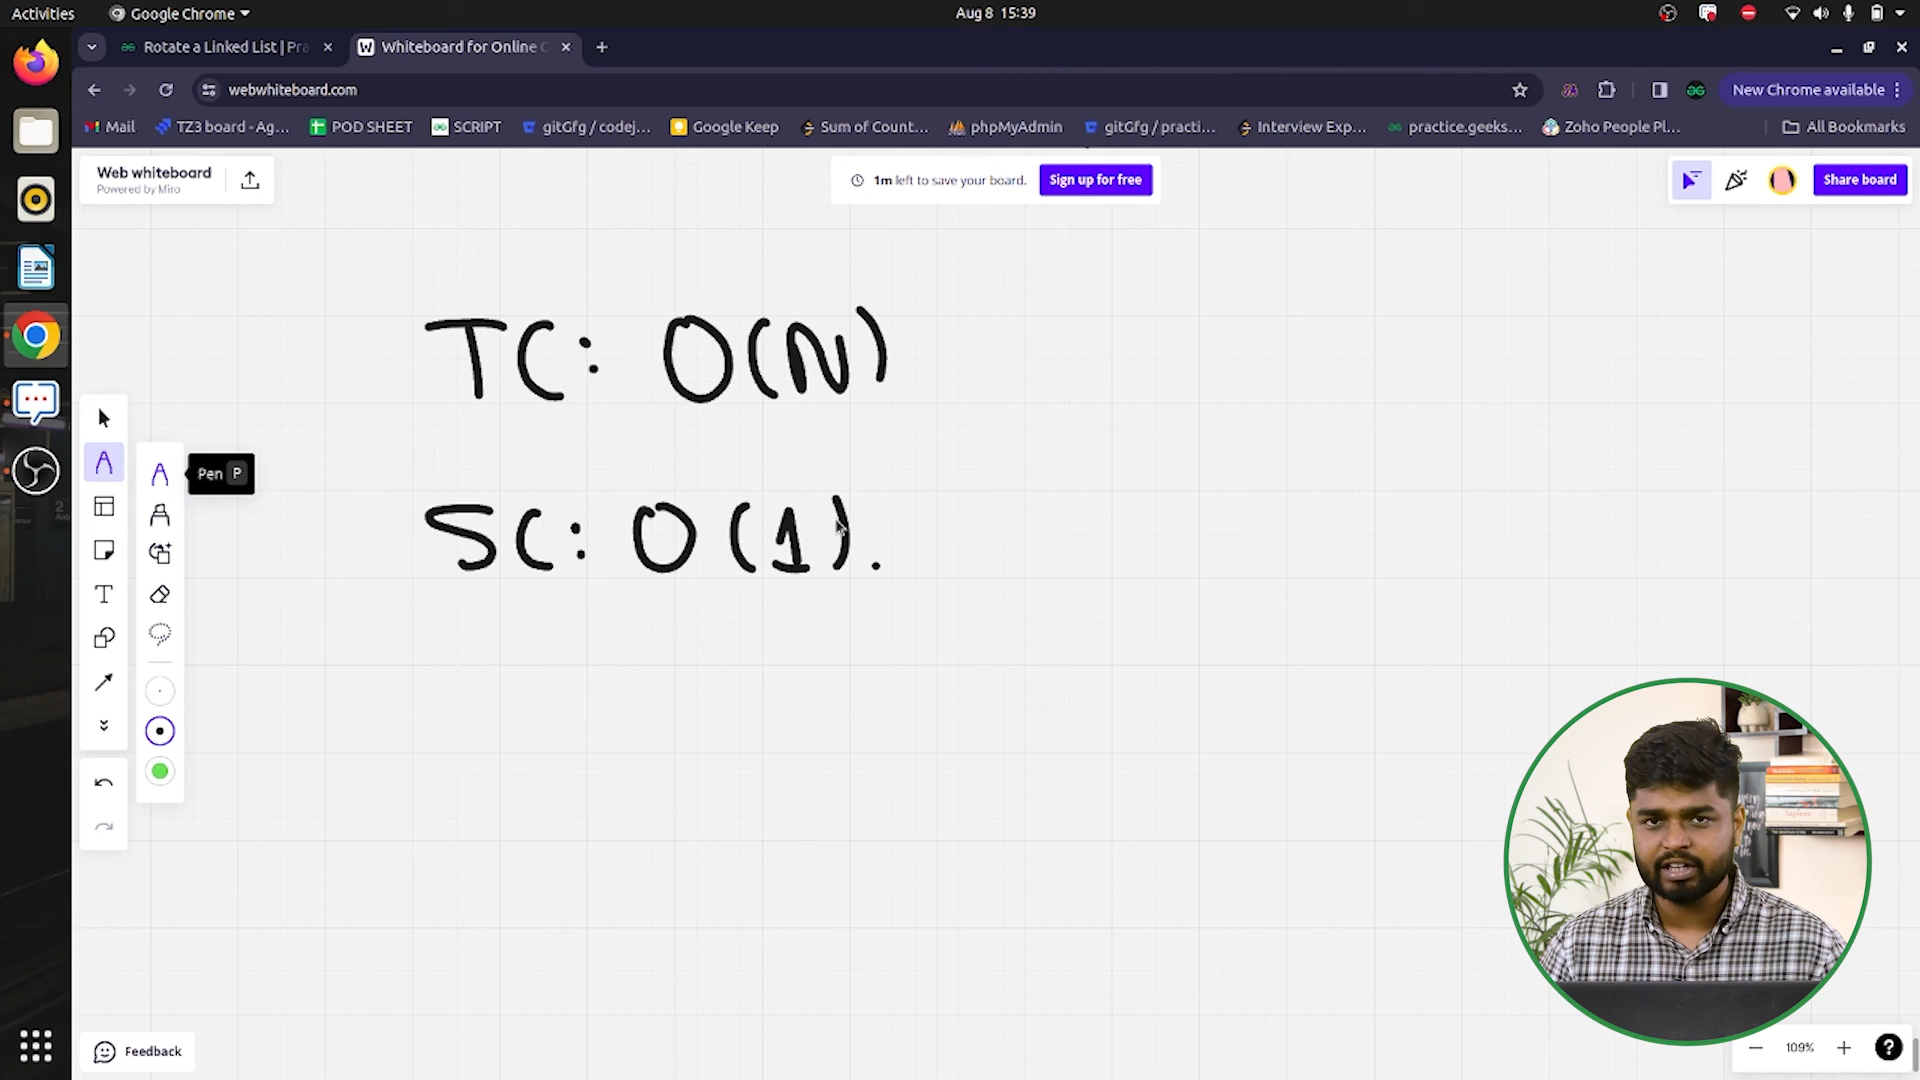 Activities Google Chrome Aug 8 15:39
Rotate a Linked List | Pra Whiteboard for Online C
webwhiteboard.com New Chrome available
Mail TZ3 board - Ag... POD SHEET SCRIPT gitGfg / codej... Google Keep Sum of Count... phpMyAdmin gitGfg / practi... Interview Exp... practice.geeks... Zoho People Pl... All Bookmarks
Web whiteboard
Powered by Miro
1m left to save your board. Sign up for free
Share board
TC: O(N)
Pen P
SC: O(1).
Feedback
109%